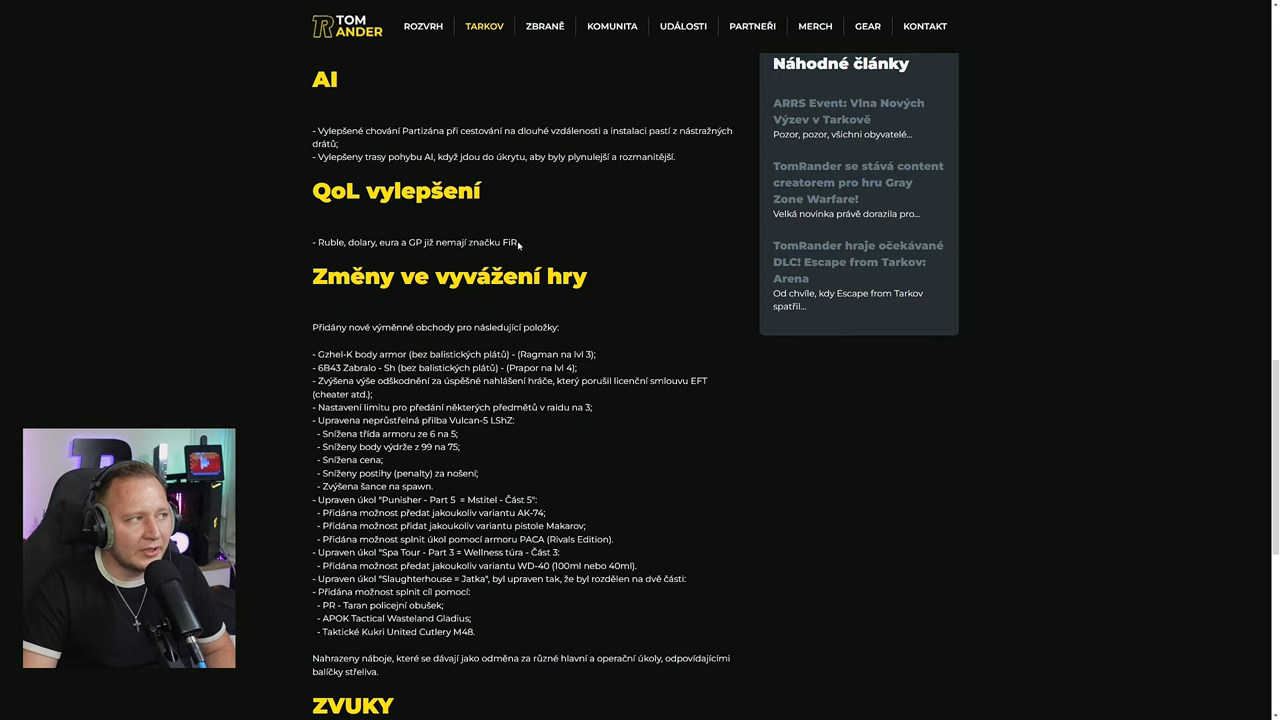 TOM
ANDER
ROZVRH
TARKOV
ZBRANĚ
KOMUNITA
UDÁLOSTI
PARTNEŘI
MERCH
GEAR
KONTAKT
AI
- Vylepšené chování Partizána při cestování na dlouhé vzdálenosti a instalaci pastí z nástražných
drátů;
- Vylepšeny trasy pohybu AI, když jdou do úkrytu, aby byly plynulejší a rozmanitější.
QoL vylepšení
- Ruble, dolary, eura a GP již nemají značku FiR.
Změny ve vyvážení hry
Přidány nové výměnné obchody pro následující položky:
- Gzhel-K body armor (bez balistických plátů) - (Ragman na lvl 3);
- 6B43 Zabralo - Sh (bez balistických plátů) - (Prapor na lvl 4);
- Zvýšena výše odškodnění za úspěšné nahlášení hráče, který porušil licenční smlouvu EFT
(cheater atd.);
- Nastavení limitu pro předání některých předmětů v raidu na 3;
- Upravena neprůstřelná přilba Vulcan-5 LShZ:
- Snížena třída armoru ze 6 na 5;
- Sníženy body výdrže z 99 na 75;
- Snížena cena;
- Sníženy postihy (penalty) za nošení;
- Zvýšena šance na spawn.
- Upraven úkol "Punisher - Part 5 = Mstitel - Část 5":
- Přidána možnost předat jakoukoliv variantu AK-74;
- Přidána možnost přidat jakoukoliv variantu pistole Makarov;
- Přidána možnost splnit úkol pomocí armoru PACA (Rivals Edition).
- Upraven úkol "Spa Tour - Part 3 = Wellness túra - Část 3:
- Přidána možnost předat jakoukoliv variantu WD-40 (100ml nebo 40ml).
- Upraven úkol "Slaughterhouse = Jatka", byl upraven tak, že byl rozdělen na dvě části:
- Přidána možnost splnit cíl pomocí:
- PR - Taran policejní obušek;
- APOK Tactical Wasteland Gladius;
- Taktické Kukri United Cutlery M48.
Nahrazeny náboje, které se dávají jako odměna za různé hlavní a operační úkoly, odpovídajícími
balíčky střeliva.
ZVUKY
Náhodné články
ARRS Event: Vlna Nových
Výzev v Tarkově
Pozor, pozor, všichni obyvatelé...
TomRander se stává content
creatorem pro hru Gray
Zone Warfare!
Velká novinka právě dorazila pro...
TomRander hraje očekávané
DLC! Escape from Tarkov:
Arena
Od chvíle, kdy Escape from Tarkov
spatřil...